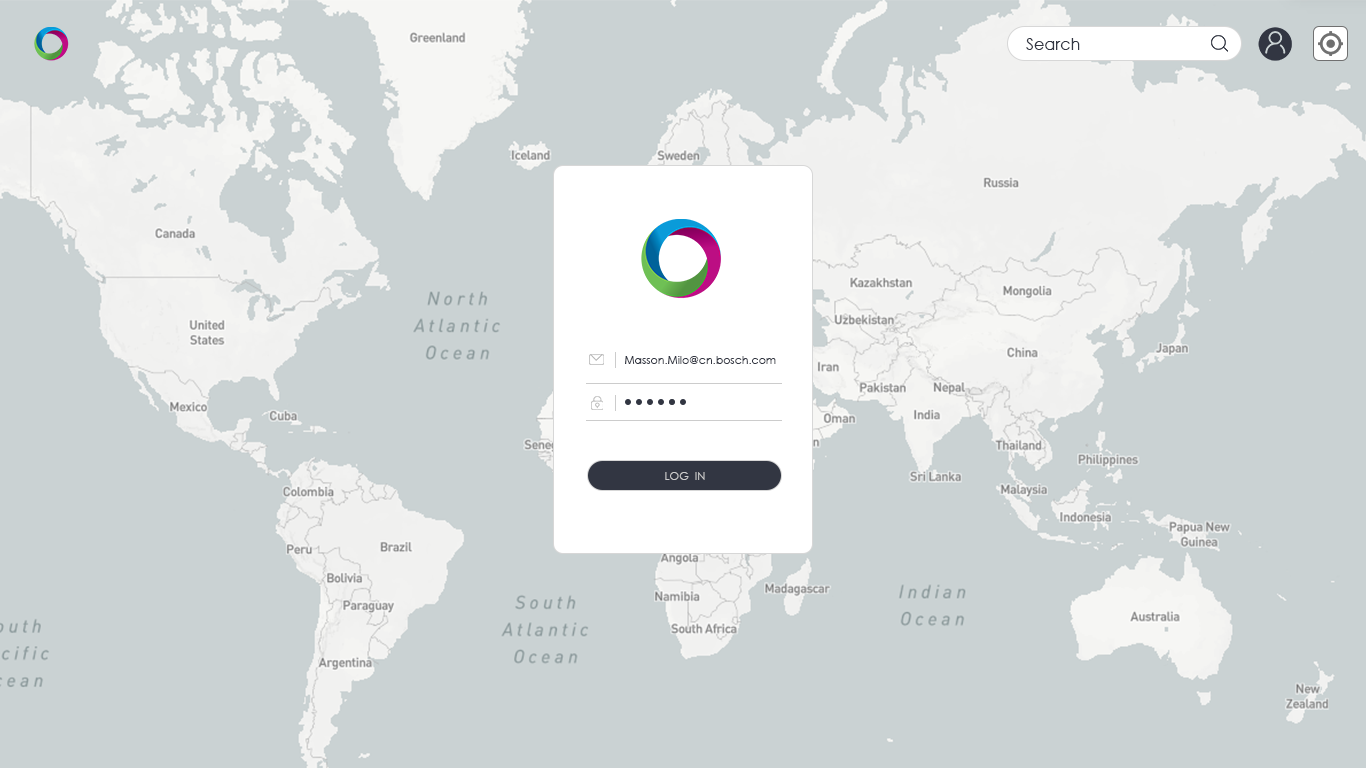 Greenland
Search
Iceland
Sweden
Russia
Canada
Kazakhstan
Mongolia
North
Atlantic
Ocean
United
States
Uzbekistan
Japan
China
Masson.Milo@cn.bosch.com
Iran
Pakistan
Nepal
Mexico
Cuba
●●●●●●
Oman
India
Thailand
Sene
n
Philippines
LOG IN
Sri Lanka
Colombia
Malaysia
Indonesia
Papua New
Guinea
Peru
Brazil
Angola
Bolivia
Madagascar
Namibia
Indian
Ocean
Paraguay
South
Atlantic
Ocean
Australia
South Africa
outh
cific
cean
Argentina
New
Zealand